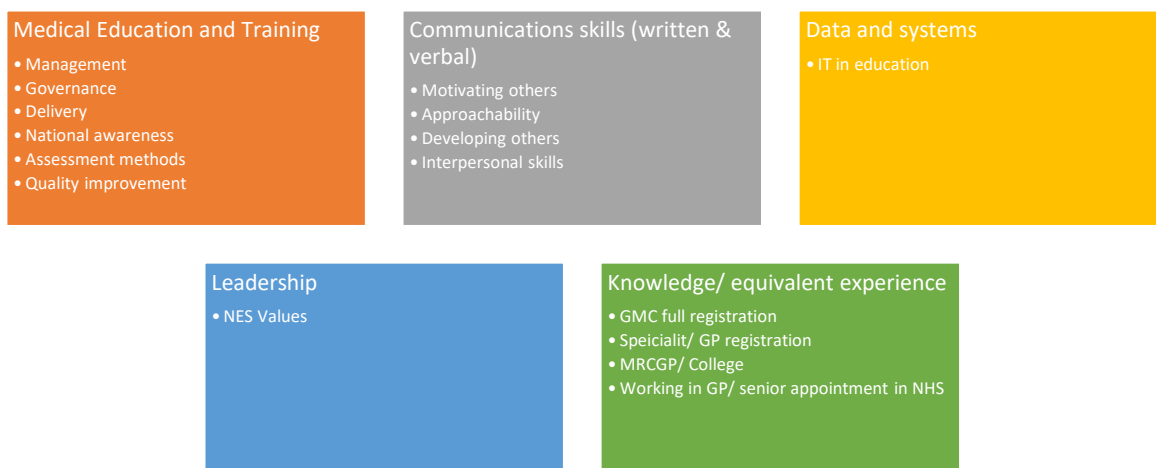 Medical Education and Training
• Management
• Governance
• Delivery
• National awareness
• Assessment methods
• Quality improvement
Communications skills (written &
verbal)
• Motivating others
• Approachability
• Developing others
• Interpersonal skills
Data and systems
• IT in education
Leadership
• NES Values
Knowledge/ equivalent experience
• GMC full registration
• Speicialit/ GP registration
• MRCGP/ College
• Working in GP/ senior appointment in NHS